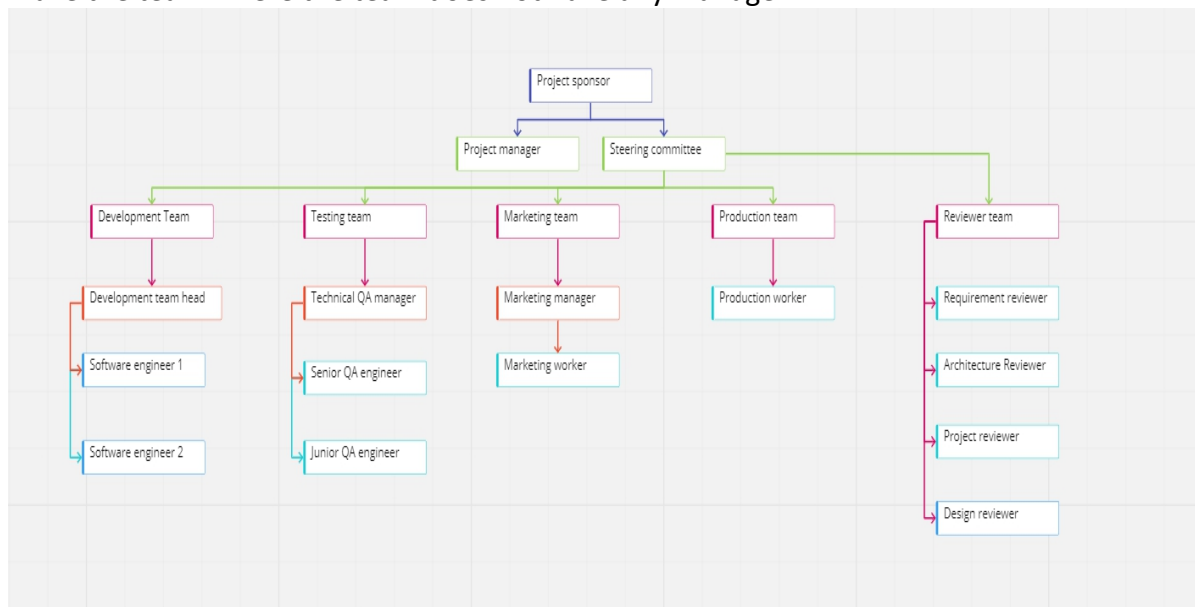 Project sponsor
Project manager
Steering committee
Development Team
Testing team
Marketing team
Production team
Reviewer team
Development team head
Technical QA manager
Marketing manager
Production worker
Requirement reviewer
Software engineer 1
Senior QA engineer
Marketing worker
Architecture Reviewer
Software engineer 2
Junior QA engineer
Project reviewer
Design reviewer